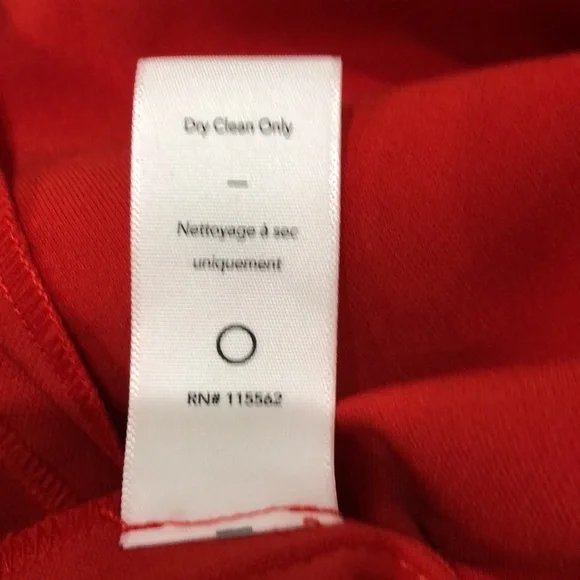 Dry Clean Only
—
Nettoyage à sec
uniquement
RN# 115562